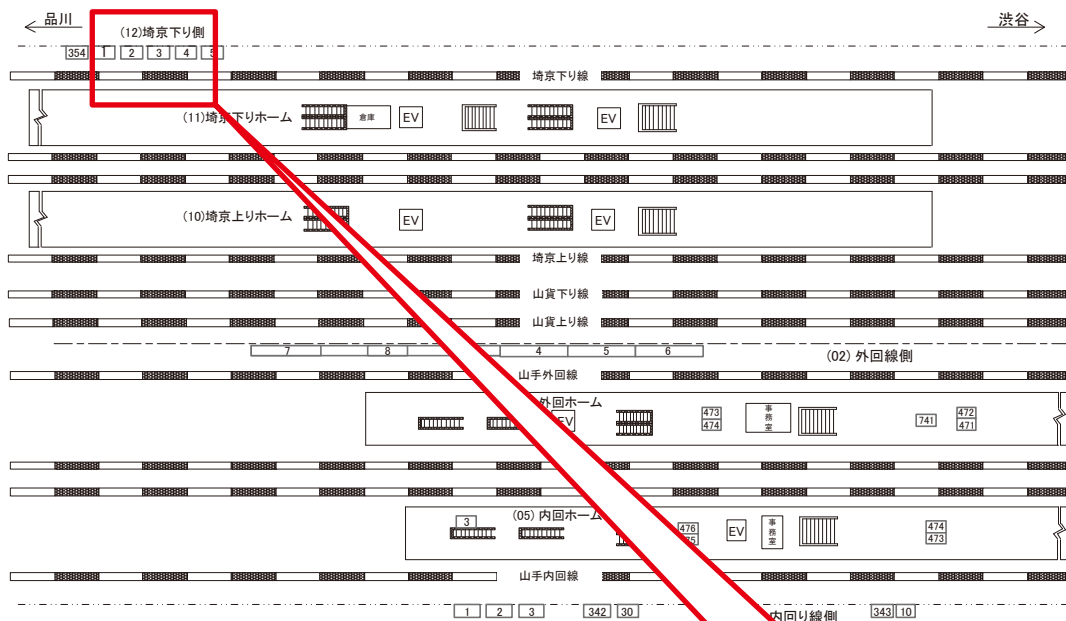 品川
渋谷
(12)埼京下り側
354 1 2 3 4 5
埼京下り線
(11)埼京下りホーム
倉庫
EV
EV
(10)埼京上りホーム
EV
EV
埼京上り線
山貨下り線
山貨上り線
7 8 4 5 6
(02) 外回線側
山手外回線
外回ホーム
EV
473
474
事務室
741
472
471
(05) 内回ホーム
3
476
EV
事務室
474
473
山手内回線
1 2 3 342 30
内回り線側
343 10